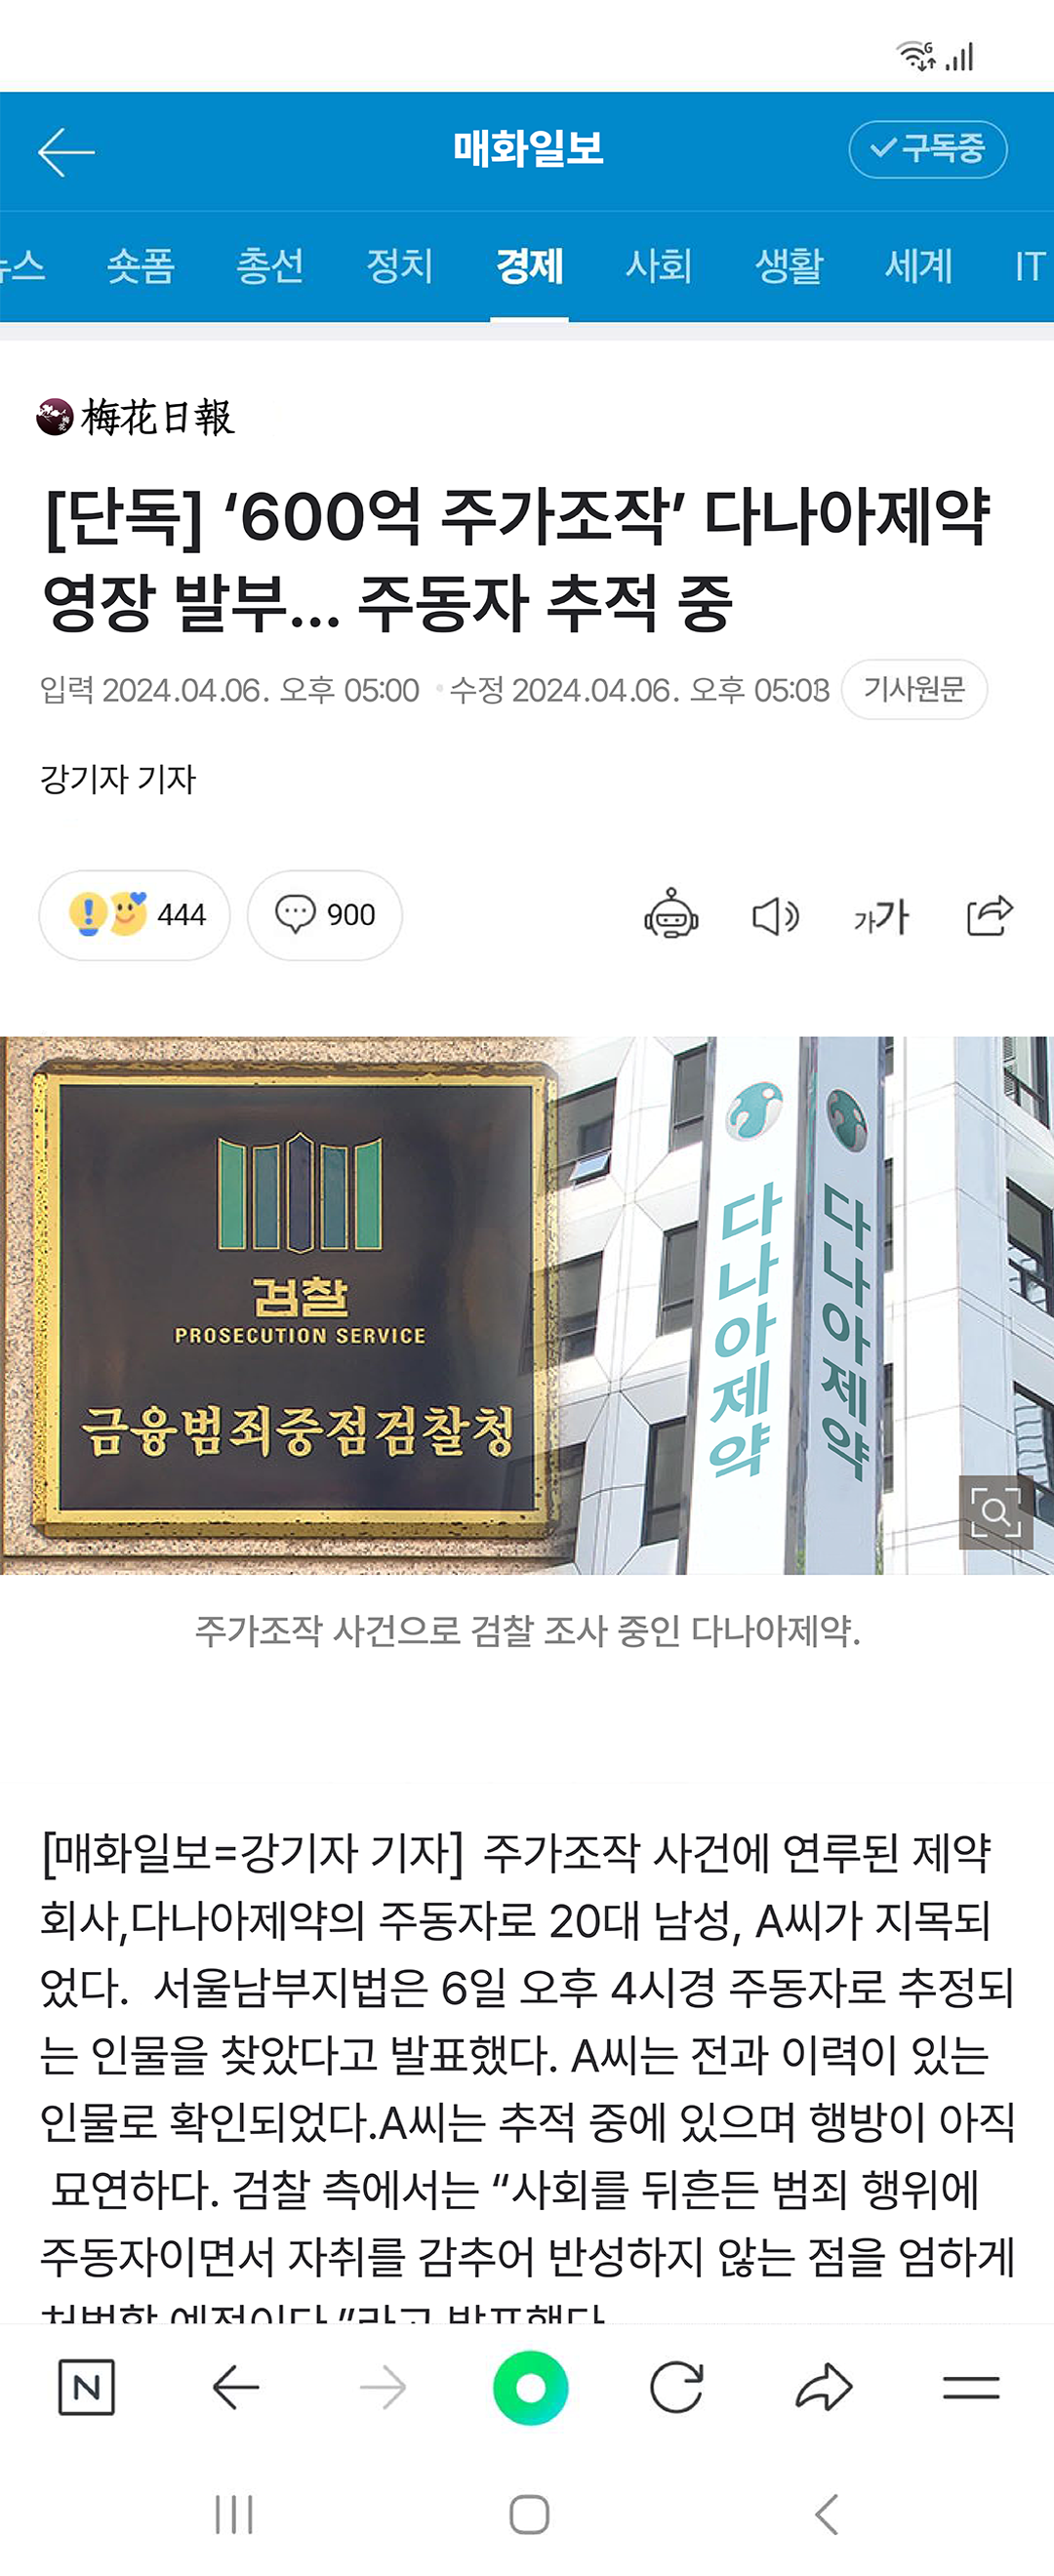 매화일보
구독중
뉴스 숏폼 총선 정치 경제 사회 생활 세계 IT
梅花日報
[단독] ‘600억 주가조작’ 다나아제약
영장 발부... 주동자 추적 중
입력 2024.04.06. 오후 05:00 •수정 2024.04.06. 오후 05:03 기사원문
강기자 기자
444 900 가가
검찰
PROSECUTION SERVICE
금융범죄중점검찰청
다나아제약
다나아제약
주가조작 사건으로 검찰 조사 중인 다나아제약.
[매화일보=강기자 기자] 주가조작 사건에 연루된 제약
회사,다나아제약의 주동자로 20대 남성, A씨가 지목되
었다. 서울남부지법은 6일 오후 4시경 주동자로 추정되
는 인물을 찾았다고 발표했다. A씨는 전과 이력이 있는
인물로 확인되었다.A씨는 추적 중에 있으며 행방이 아직
묘연하다. 검찰 측에서는 “사회를 뒤흔든 범죄 행위에
주동자이면서 자취를 감추어 반성하지 않는 점을 엄하게
처벌할 예정이다.”라고 발표했다.
N